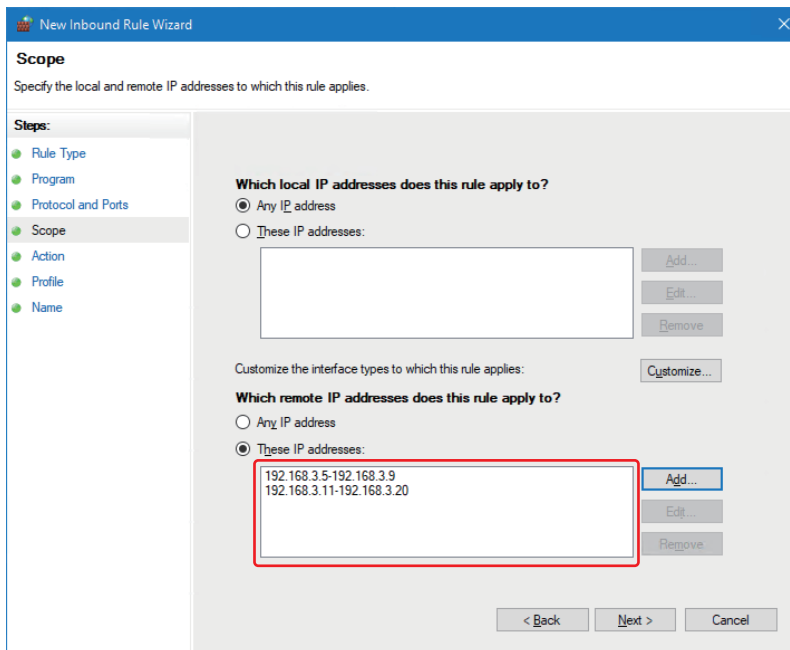 New Inbound Rule Wizard
Scope
Specify the local and remote IP addresses to which this rule applies.
Steps:
Rule Type
Program
Protocol and Ports
Scope
Action
Profile
Name
Which local IP addresses does this rule apply to?
Any IP address
These IP addresses:
Add...
Edit...
Remove
Customize the interface types to which this rule applies:
Customize...
Which remote IP addresses does this rule apply to?
Any IP address
These IP addresses:
192.168.3.5-192.168.3.9
192.168.3.11-192.168.3.20
Add...
Edit...
Remove
< Back
Next >
Cancel